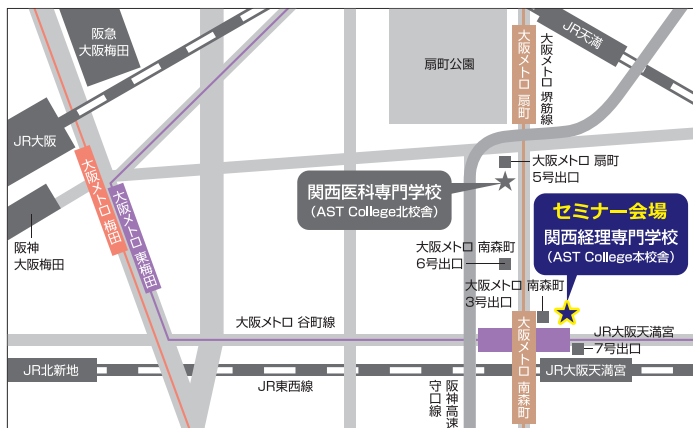 阪急
大阪梅田
JR大阪
阪神
大阪梅田
大阪メトロ 梅田
大阪メトロ 東梅田
扇町公園
大阪メトロ 扇町
大阪メトロ 堺筋線
JR天満
大阪メトロ 扇町
5号出口
関西医科専門学校
(AST College北校舎)
セミナー会場
関西経理専門学校
(AST College本校舎)
大阪メトロ 南森町
6号出口
大阪メトロ 南森町
3号出口
大阪メトロ 谷町線
JR大阪天満宮
7号出口
大阪メトロ 南森町
JR北新地
JR東西線
阪神高速
守口線
JR大阪天満宮